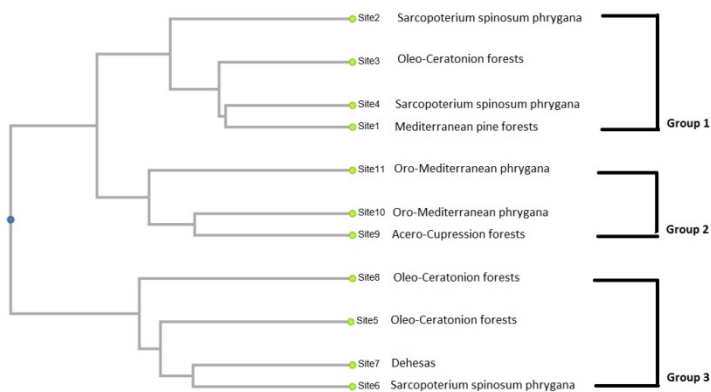 Site2 Sarcopoterium spinosum phrygana
Site3 Oleo-Ceratonion forests
Site4 Sarcopoterium spinosum phrygana
Site1 Mediterranean pine forests
Group 1
Site11 Oro-Mediterranean phrygana
Site10 Oro-Mediterranean phrygana
Site9 Acero-Cupression forests
Group 2
Site8 Oleo-Ceratonion forests
Site5 Oleo-Ceratonion forests
Site7 Dehesas
Site6 Sarcopoterium spinosum phrygana
Group 3